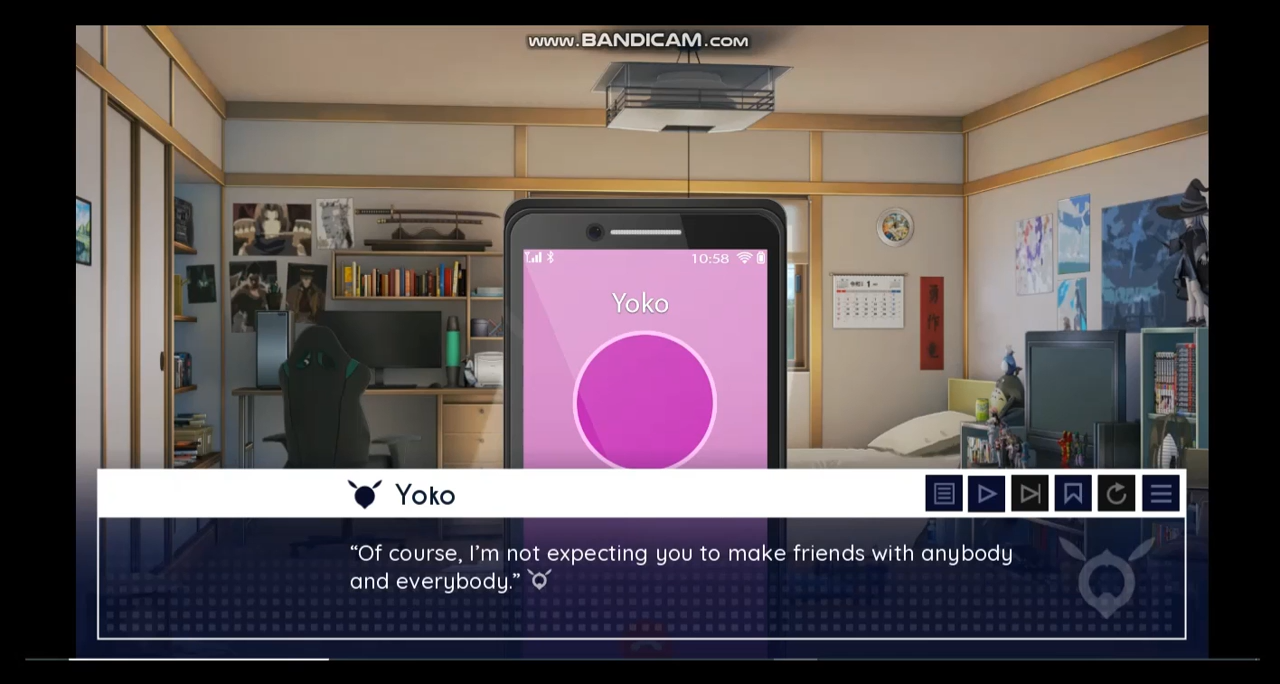 www.BANDICAM.com
10:58
Yoko
Yoko
“Of course, I’m not expecting you to make friends with anybody
and everybody.”